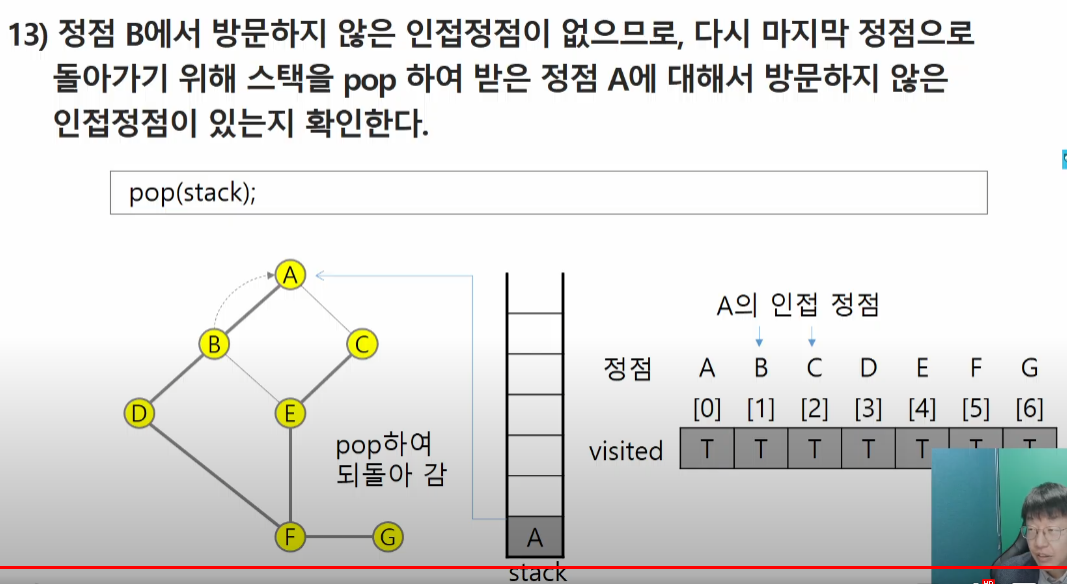 13) 정점 B에서 방문하지 않은 인접정점이 없으므로, 다시 마지막 정점으로
돌아가기 위해 스택을 pop 하여 받은 정점 A에 대해서 방문하지 않은
인접정점이 있는지 확인한다.
pop(stack);
A
B
C
D
E
F
G
pop하여
되돌아 감
A
stack
A의 인접 정점
정점 A B C D E F G
[0] [1] [2] [3] [4] [5] [6]
visited T T T T T T T
HD